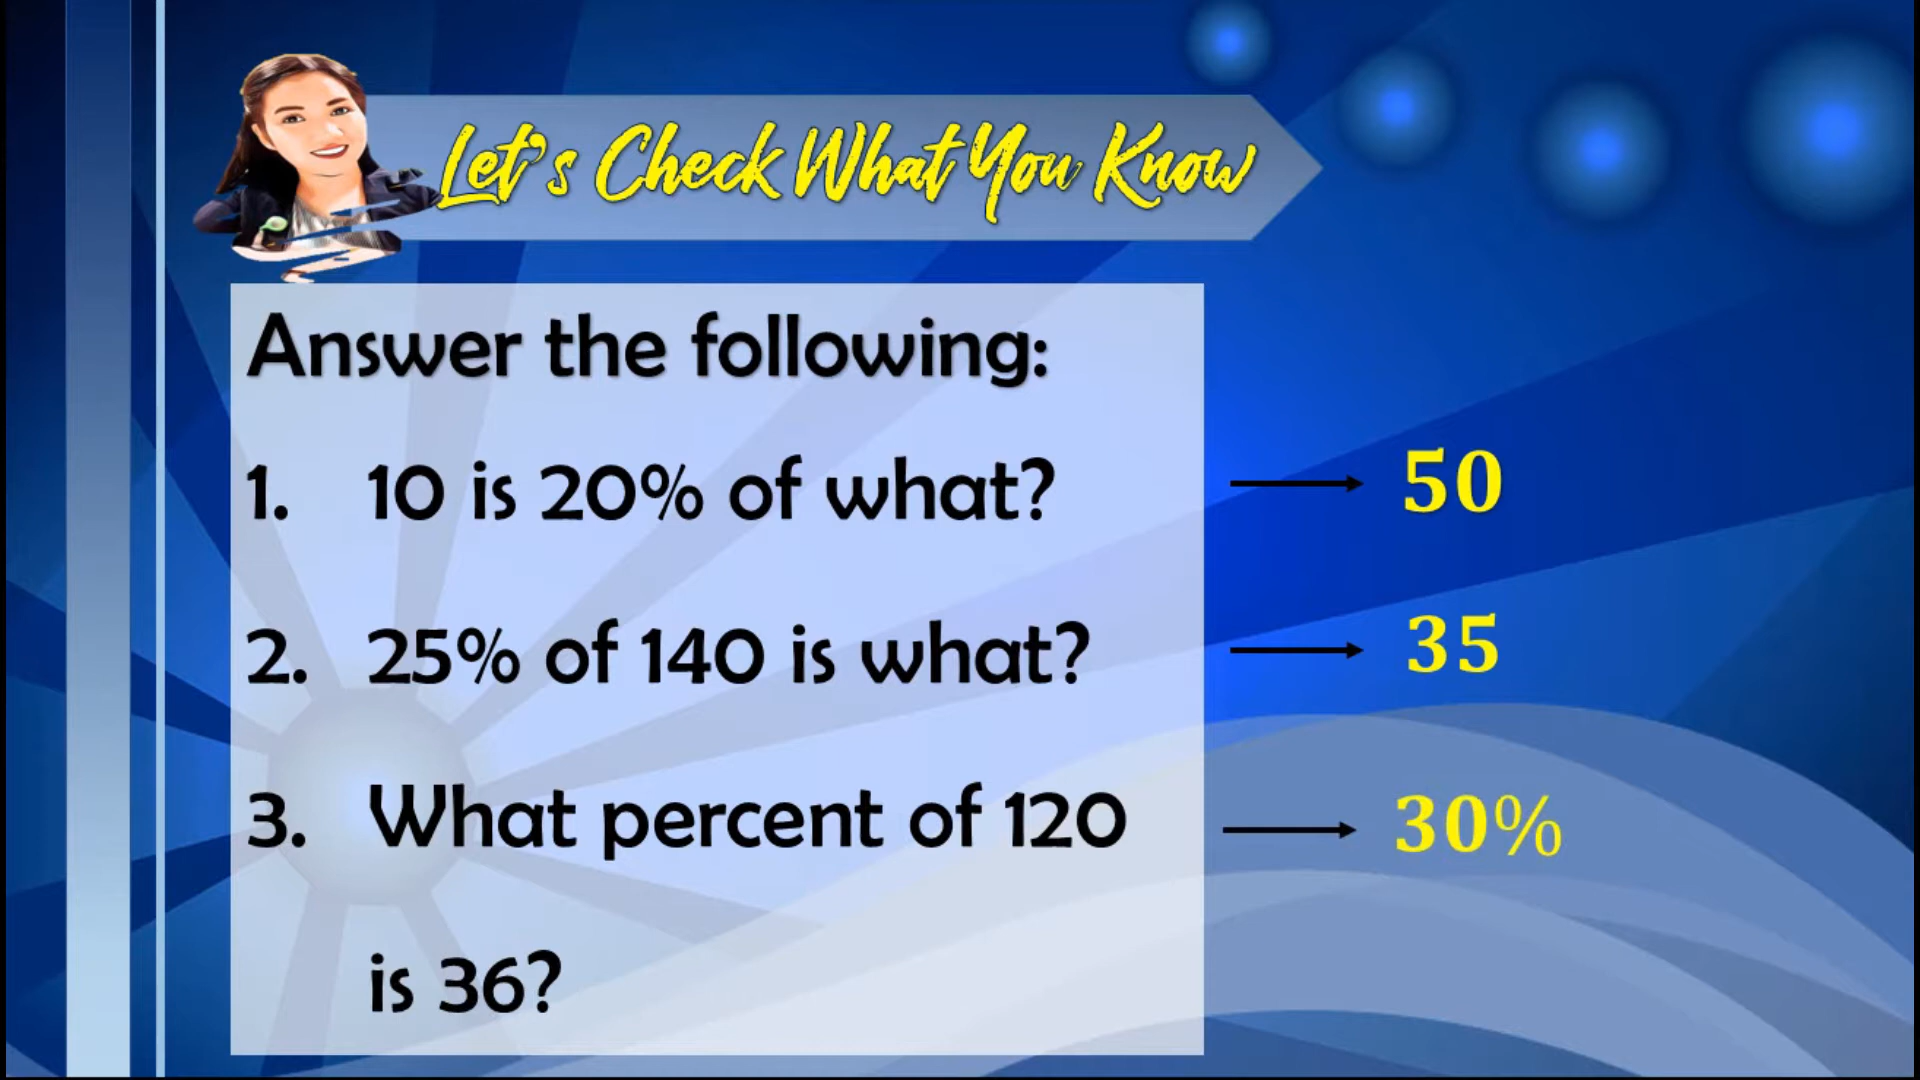 Let's Check What You Know
Answer the following:
1. 10 is 20% of what? 50
2. 25% of 140 is what? 35
3. What percent of 120 30%
is 36?